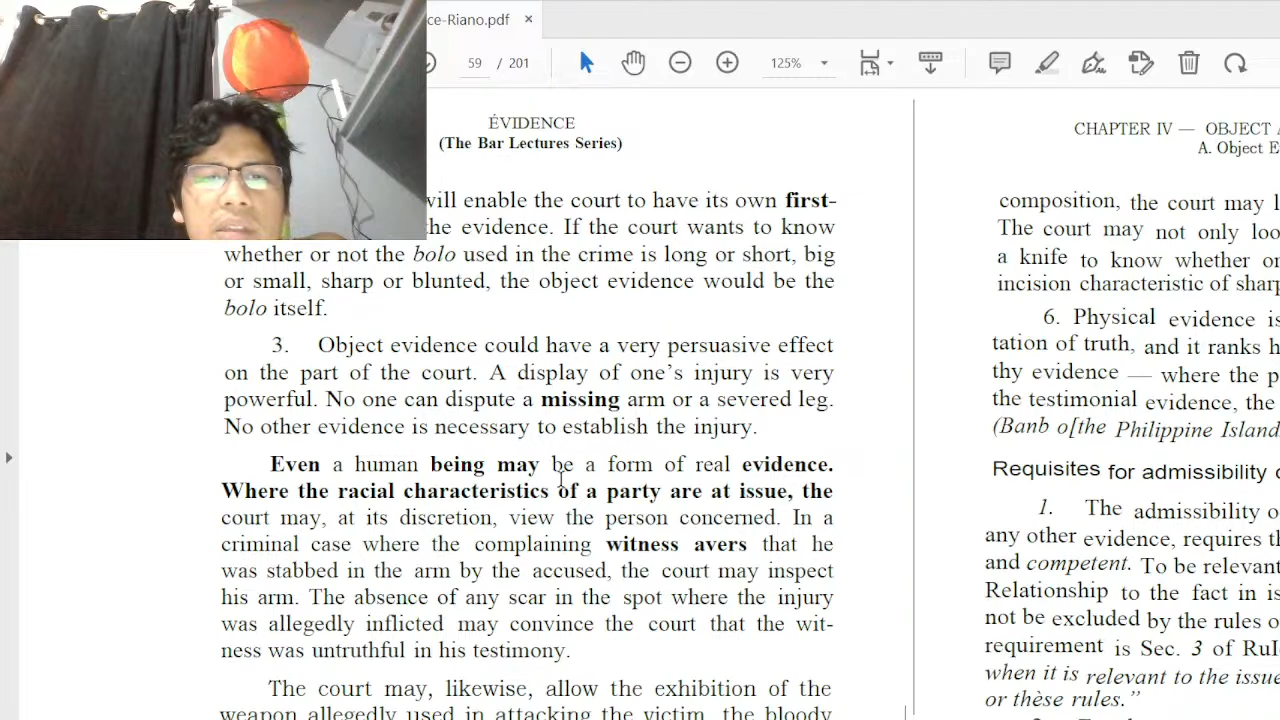 ce-Riano.pdf ×
59 / 201
125%
ÉVIDENCE
(The Bar Lectures Series)
will enable the court to have its own first-
the evidence. If the court wants to know
whether or not the bolo used in the crime is long or short, big
or small, sharp or blunted, the object evidence would be the
bolo itself.
3. Object evidence could have a very persuasive effect
on the part of the court. A display of one's injury is very
powerful. No one can dispute a missing arm or a severed leg.
No other evidence is necessary to establish the injury.
Even a human being may be a form of real evidence.
Where the racial characteristics of a party are at issue, the
court may, at its discretion, view the person concerned. In a
criminal case where the complaining witness avers that he
was stabbed in the arm by the accused, the court may inspect
his arm. The absence of any scar in the spot where the injury
was allegedly inflicted may convince the court that the wit-
ness was untruthful in his testimony.
The court may, likewise, allow the exhibition of the
weapon allegedly used in attacking the victim, the bloody
CHAPTER IV — OBJECT A
A. Object E
composition, the court may l
The court may not only loo
a knife to know whether or
incision characteristic of sharp
6. Physical evidence is
tation of truth, and it ranks h
thy evidence — where the p
the testimonial evidence, the
(Banb o[the Philippine Island
Requisites for admissibility o
1. The admissibility o
any other evidence, requires th
and competent. To be relevan
Relationship to the fact in is
not be excluded by the rules o
requirement is Sec. 3 of Rul
when it is relevant to the issue
or thèse rules.”